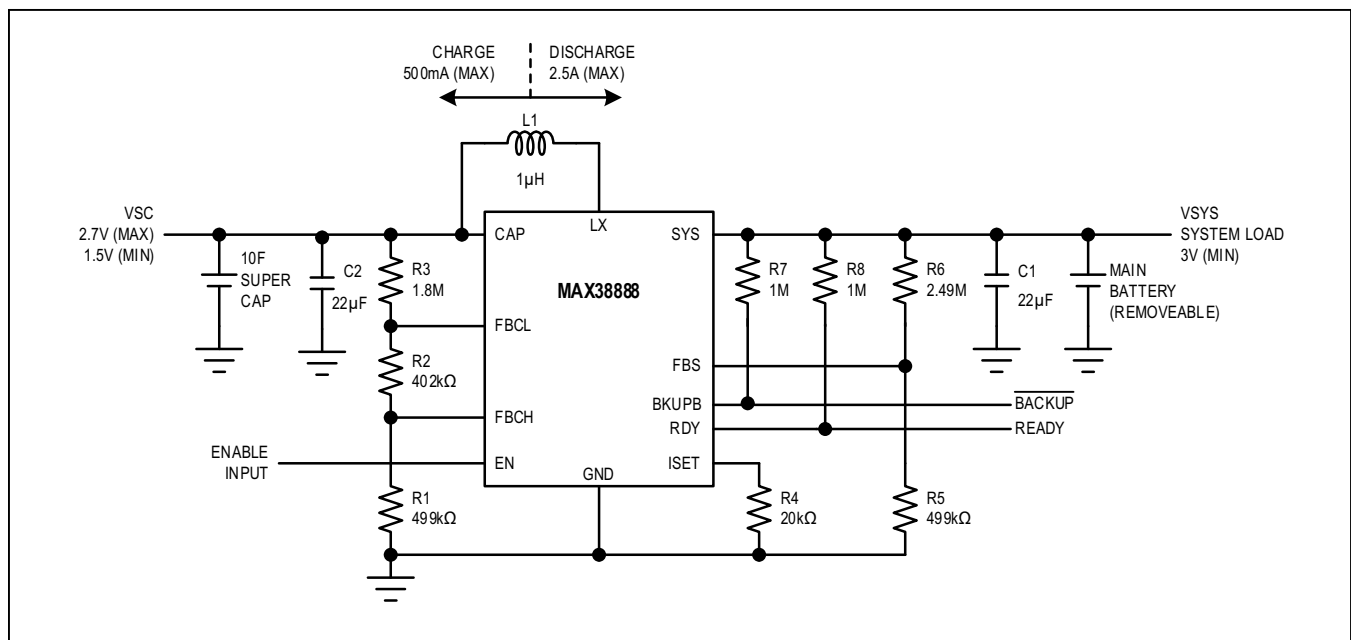 CHARGE
500mA (MAX)
DISCHARGE
2.5A (MAX)
L1
1µH
VSC
2.7V (MAX)
1.5V (MIN)
10F
SUPER
CAP
C2
22µF
R3
1.8M
R2
402kΩ
R1
499kΩ
ENABLE
INPUT
CAP
LX
SYS
MAX38888
FBCL
FBCH
EN
GND
FBS
BKUPB
RDY
ISET
R7
1M
R8
1M
R6
2.49M
C1
22µF
MAIN
BATTERY
(REMOVEABLE)
VSYS
SYSTEM LOAD
3V (MIN)
BACKUP
READY
R4
20kΩ
R5
499kΩ